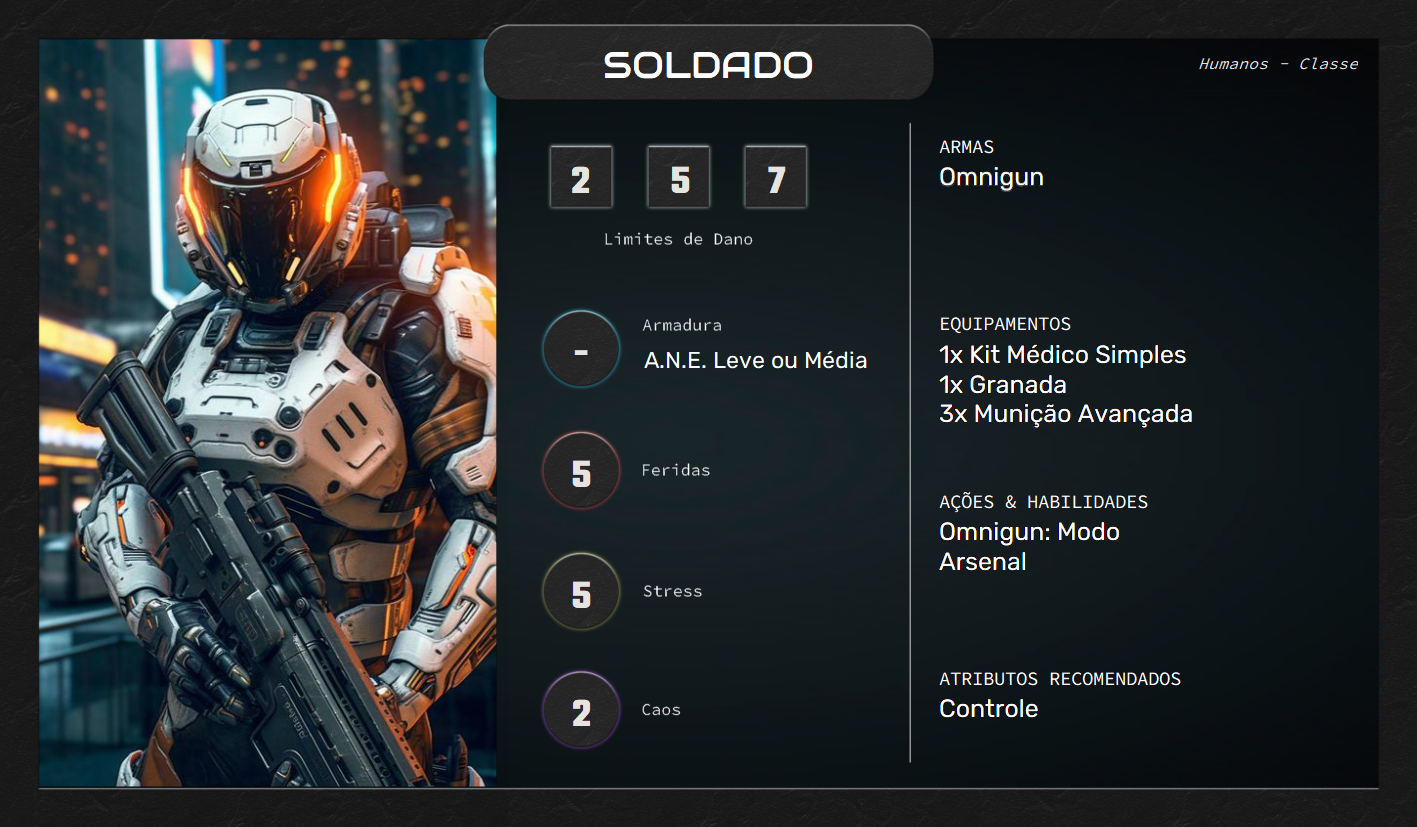 SOLDADO
Humanos - Classe
2 5 7
Limites de Dano
-
Armadura
A.N.E. Leve ou Média
5
Feridas
5
Stress
2
Caos
ARMAS
Omnigun
EQUIPAMENTOS
1x Kit Médico Simples
1x Granada
3x Munição Avançada
AÇÕES & HABILIDADES
Omnigun: Modo
Arsenal
ATRIBUTOS RECOMENDADOS
Controle